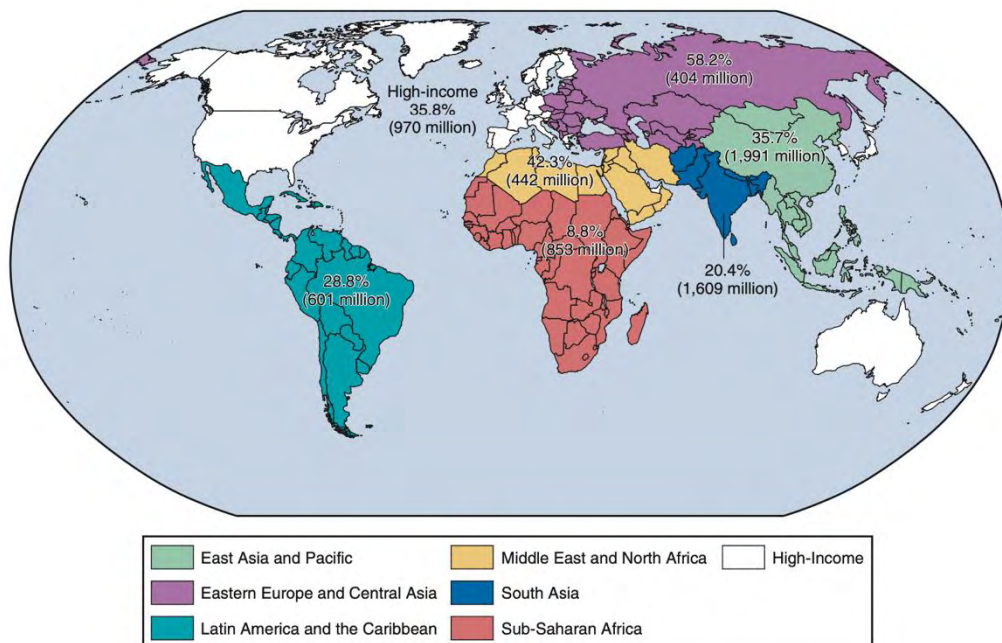 58.2%
(404 million)
High-income
35.8%
(970 million)
35.7%
(1,991 million)
42.3%
(442 million)
8.8%
(853 million)
20.4%
(1,609 million)
28.8%
(601 million)
East Asia and Pacific
Middle East and North Africa
High-Income
Eastern Europe and Central Asia
South Asia
Latin America and the Caribbean
Sub-Saharan Africa